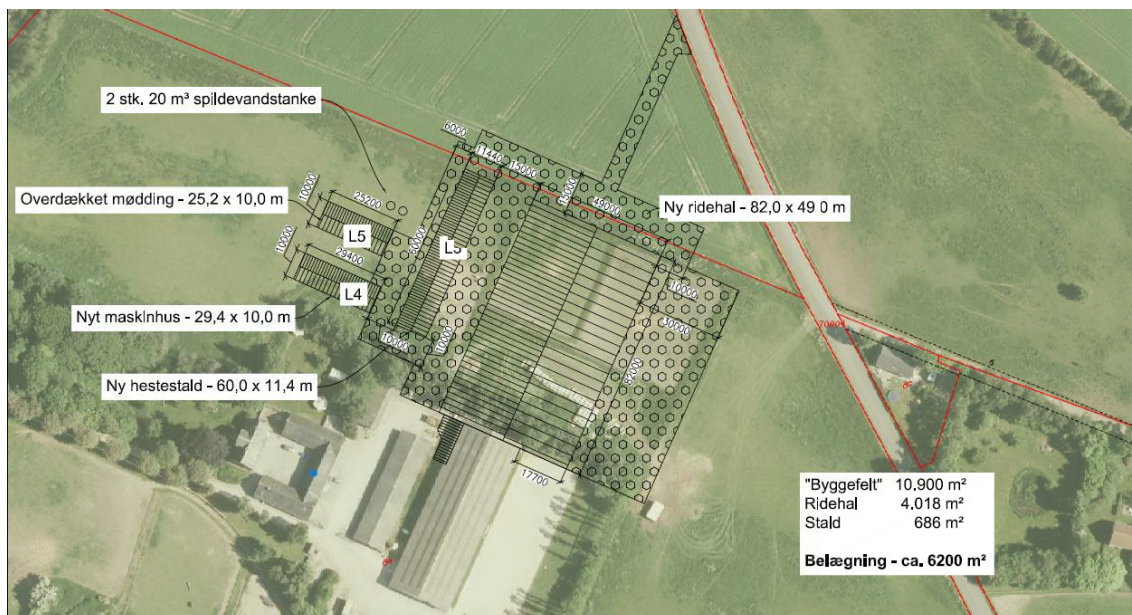 2 stk. 20 m³ spildevandstanke
6000
11440
15000
15000
49000
Overdækket mødding - 25,2 x 10,0 m
10000
25200
L5
60000
L5
Ny ridehal - 82,0 x 49 0 m
10000
29400
L4
10000
30000
Nyt maskinhus - 29,4 x 10,0 m
10000
10000
82000
Ny hestestald - 60,0 x 11,4 m
17700
"Byggefelt" 10.900 m²
Ridehal 4.018 m²
Stald 686 m²
Belægning - ca. 6200 m²